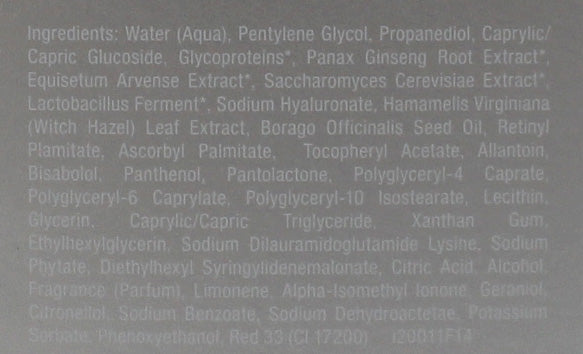 Ingredients: Water (Aqua), Pentylene Glycol, Propanediol, Caprylic/
Capric Glucoside, Glycoproteins*, Panax Ginseng Root Extract*,
Equisetum Arvense Extract*, Saccharomyces Cerevisiae Extract*,
Lactobacillus Ferment*, Sodium Hyaluronate, Hamamelis Virginiana
(Witch Hazel) Leaf Extract, Borago Officinalis Seed Oil, Retinyl
Plamitate, Ascorbyl Palmitate, Tocopheryl Acetate, Allantoin,
Bisabolol, Panthenol, Pantolactone, Polyglyceryl-4 Caprate,
Polyglyceryl-6 Caprylate, Polyglyceryl-10 Isostearate, Lecithin,
Glycerin, Caprylic/Capric Triglyceride, Xanthan Gum,
Ethylhexylglycerin, Sodium Dilauramidoglutamide Lysine, Sodium
Phytate, Diethylhexyl Syringylidenemalonate, Citric Acid, Alcohol,
Fragrance (Parfum), Limonene, Alpha-Isomethyl Ionone, Geraniol,
Citronellol, Sodium Benzoate, Sodium Dehydroactetae, Potassium
Sorbate, Phenoxyethanol, Red 33 (CI 17200) r20011F14